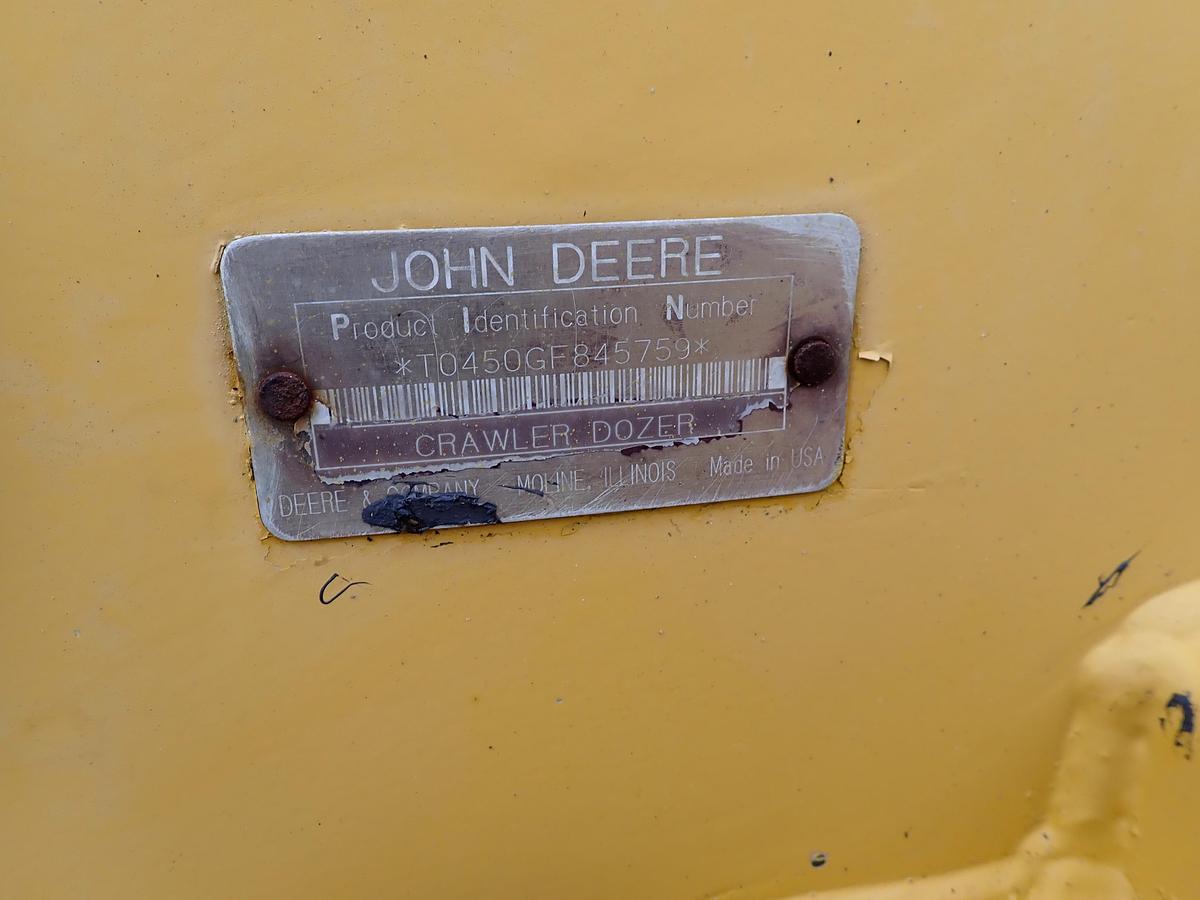 JOHN DEERE
Product Identification Number
*T0450GF845759*
CRAWLER DOZER
DEERE & COMPANY MOLINE, ILLINOIS Made in USA